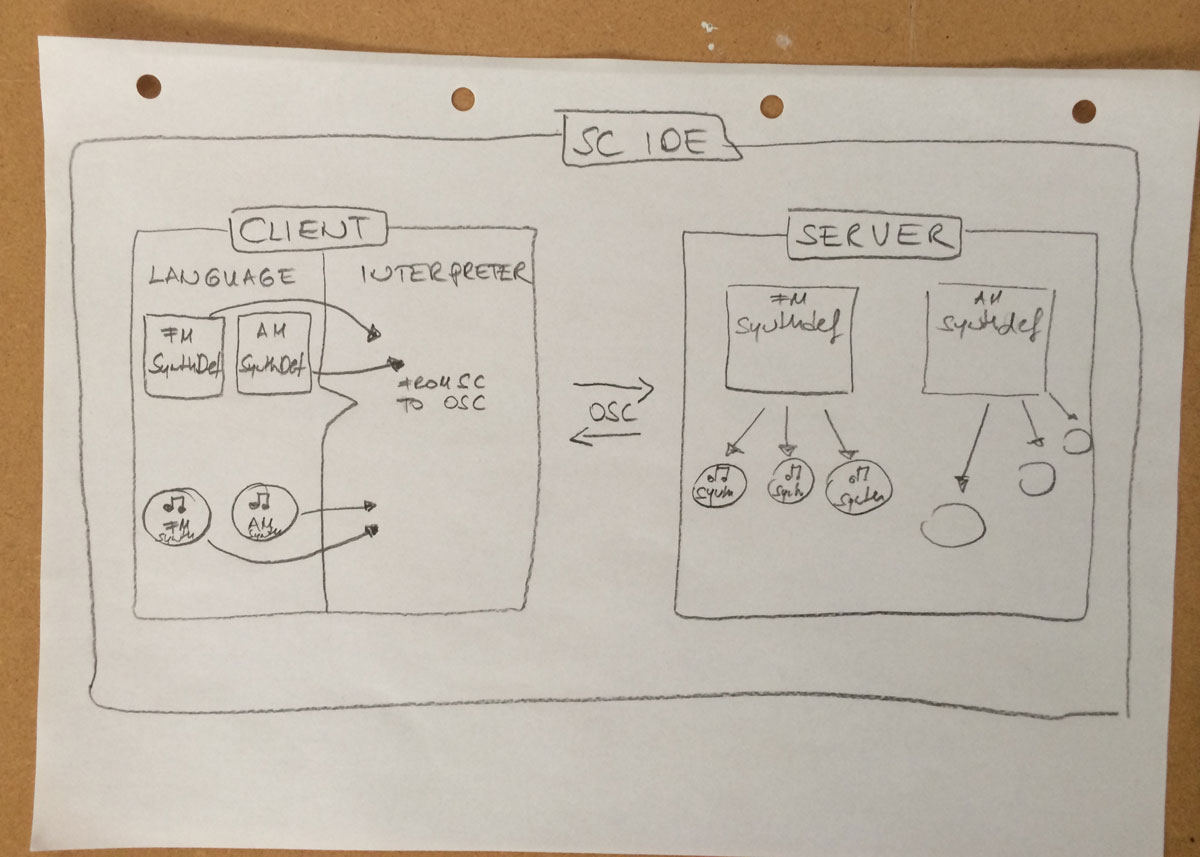 SC IDE
CLIENT
LANGUAGE
INTERPRETER
FM
SynthDef
AM
SynthDef
FROM SC
TO OSC
FM
Synth
AM
Synth
OSC
SERVER
FM
Synthdef
AM
Synthdef
Synth
Synth
Synth